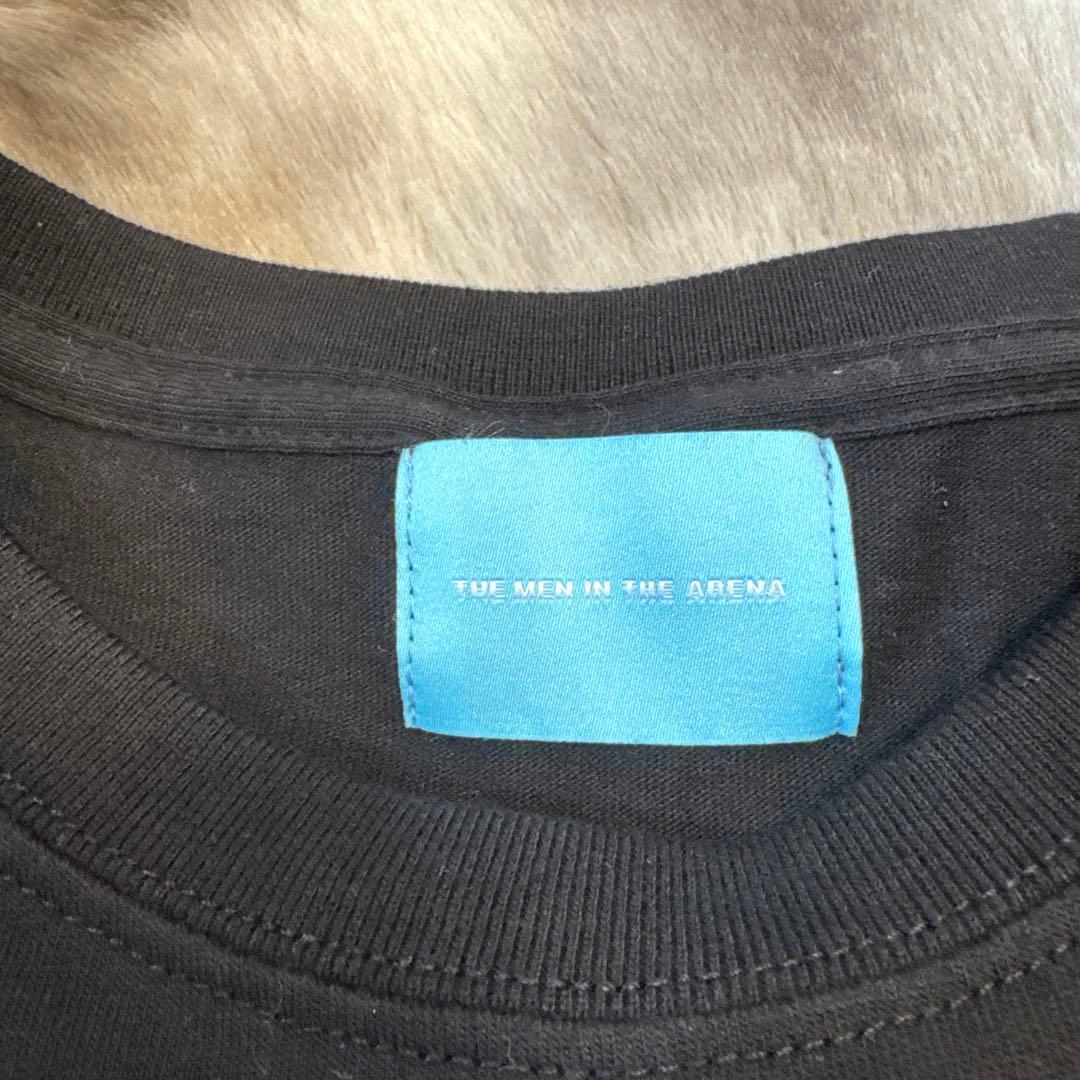 THE MEN IN THE ARENA